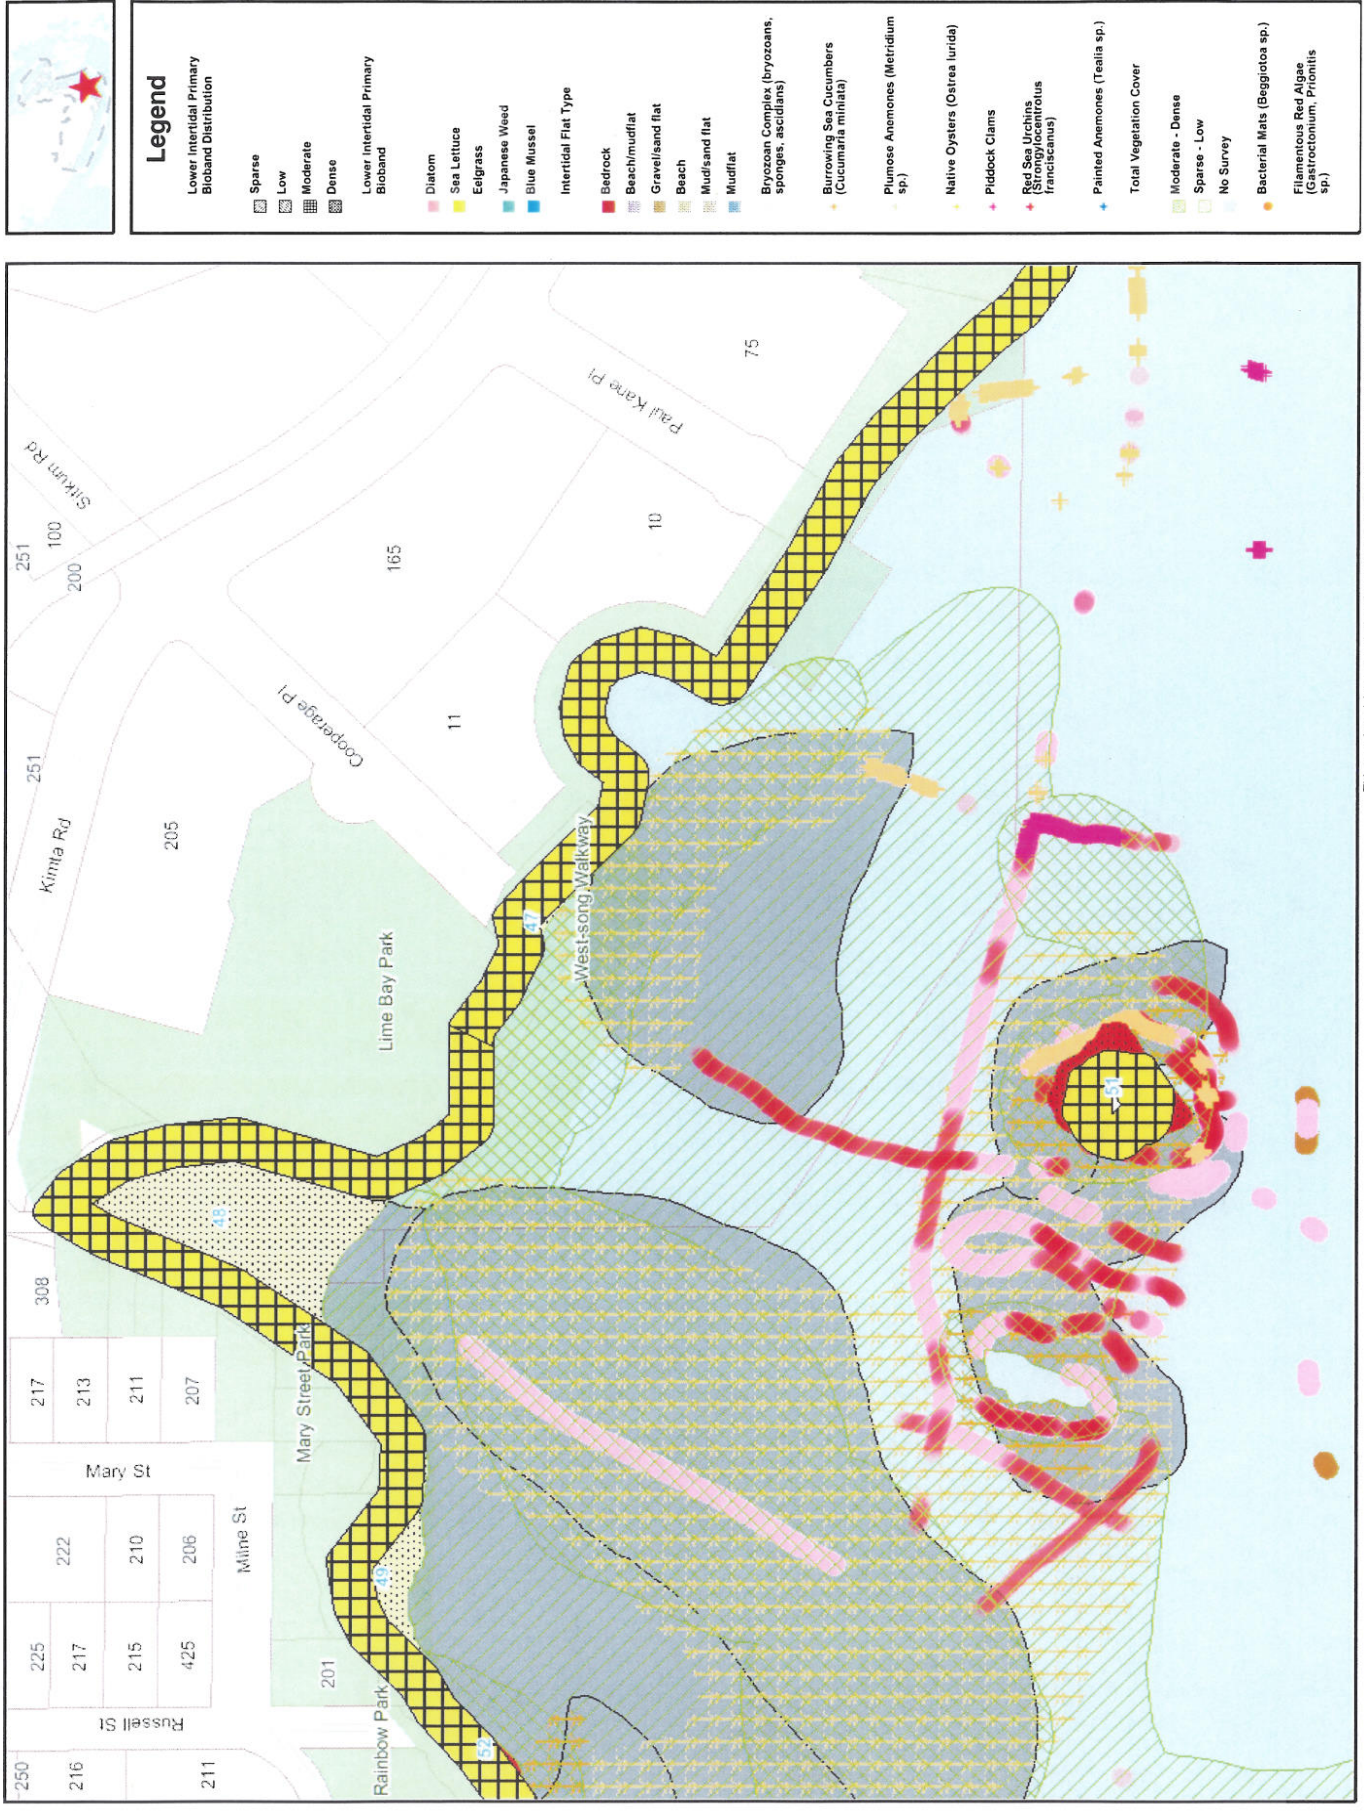 Legend
Lower Intertidal Primary
Bioband Distribution
Sparse
Low
Moderate
Dense
Lower Intertidal Primary
Bioband
Diatom
Sea Lettuce
Eelgrass
Japanese Weed
Blue Mussel
Intertidal Flat Type
Bedrock
Beach/mudflat
Gravel/sand flat
Beach
Mud/sand flat
Mudflat
Bryozoan Complex (bryozoans,
sponges, ascidians)
Burrowing Sea Cucumbers
(Cucumaria miniata)
Plumose Anemones (Metridium
sp.)
Native Oysters (Ostrea lurida)
Piddock Clams
Red Sea Urchins
(Strongylocentrotus
franciscanus)
Painted Anemones (Tealia sp.)
Total Vegetation Cover
Moderate - Dense
Sparse - Low
No Survey
Bacterial Mats (Beggiotoa sp.)
Filamentous Red Algae
(Gastroctonium, Prionitis
sp.)
250
216
211
Russell St
225
217
215
425
222
210
206
Milne St
Mary St
217
213
211
207
308
201
Rainbow Park
Mary Street Park
52
49
48
Kimta Rd
251
205
Lime Bay Park
47
West-song Walkway
Cooperage Pl
11
251
200
100
Sitkum Rd
165
10
Paul Kane Pl
75
51